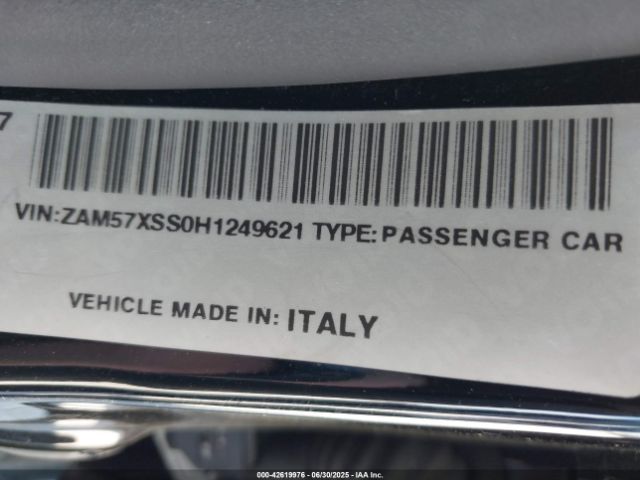 7
VIN:ZAM57XSS0H1249621 TYPE:PASSENGER CAR
VEHICLE MADE IN: ITALY
000-42619976 - 06/30/2025 - IAA Inc.